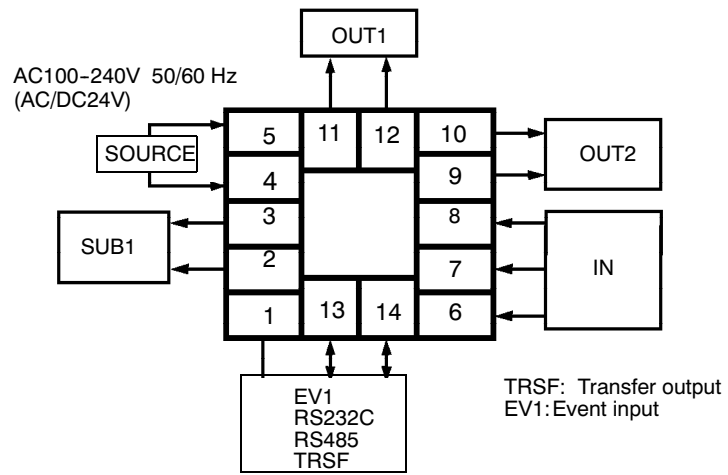 OUT1
AC100-240V 50/60 Hz
(AC/DC24V)
5 11 12 10
SOURCE
OUT2
4 9
3 8
SUB1
2 7
IN
1 13 14 6
EV1
RS232C
RS485
TRSF
TRSF: Transfer output
EV1: Event input